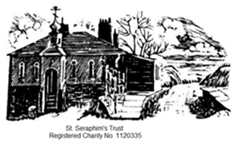 St. Seraphim's Trust
Registered Charity No. 1120335